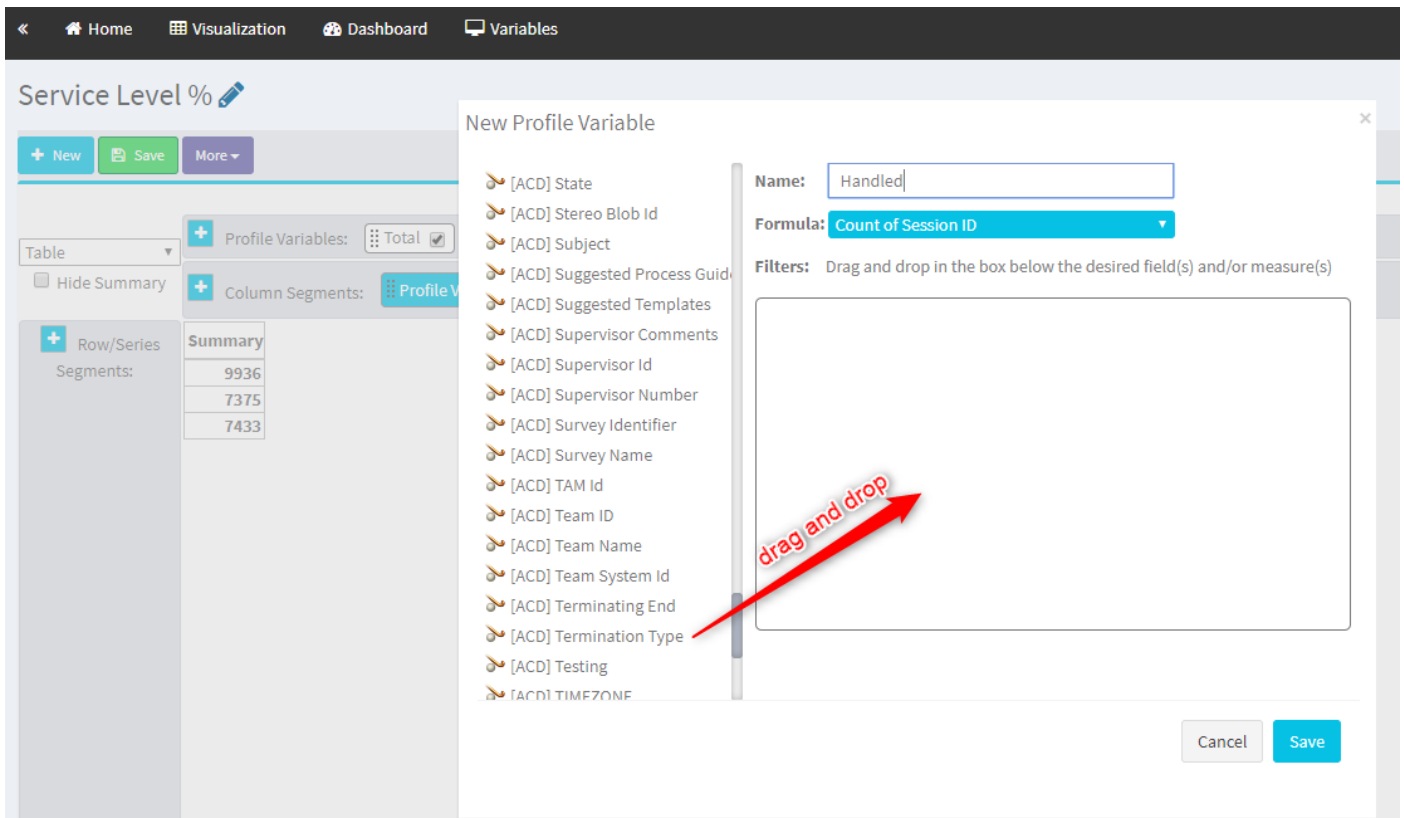 « Home Visualization Dashboard Variables
Service Level %
New Profile Variable ×
+ New Save More
Table
Hide Summary
+ Profile Variables: Total
+ Column Segments: Profile V
+ Row/Series
Segments:
Summary
9936
7375
7433
[ACD] State
[ACD] Stereo Blob Id
[ACD] Subject
[ACD] Suggested Process Guid
[ACD] Suggested Templates
[ACD] Supervisor Comments
[ACD] Supervisor Id
[ACD] Supervisor Number
[ACD] Survey Identifier
[ACD] Survey Name
[ACD] TAM Id
[ACD] Team ID
[ACD] Team Name
[ACD] Team System Id
[ACD] Terminating End
[ACD] Termination Type
[ACD] Testing
[ACD] TIMEZONE
Name: Handled
Formula: Count of Session ID
Filters: Drag and drop in the box below the desired field(s) and/or measure(s)
drag and drop
Cancel Save